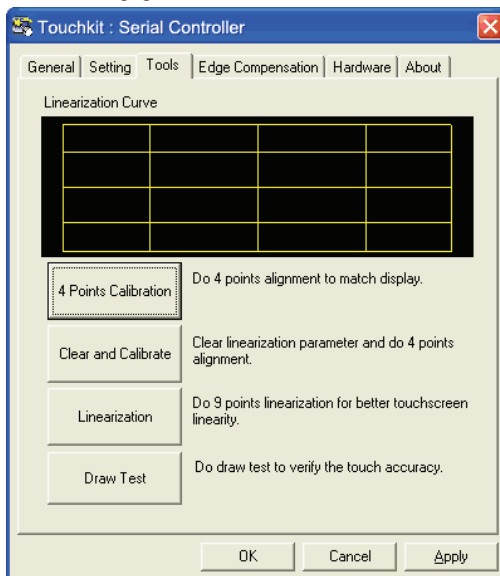 Touchkit : Serial Controller
General Setting Tools Edge Compensation Hardware About
Linearization Curve
4 Points Calibration
Do 4 points alignment to match display.
Clear and Calibrate
Clear linearization parameter and do 4 points
alignment.
Linearization
Do 9 points linearization for better touchscreen
linearity.
Draw Test
Do draw test to verify the touch accuracy.
OK Cancel Apply